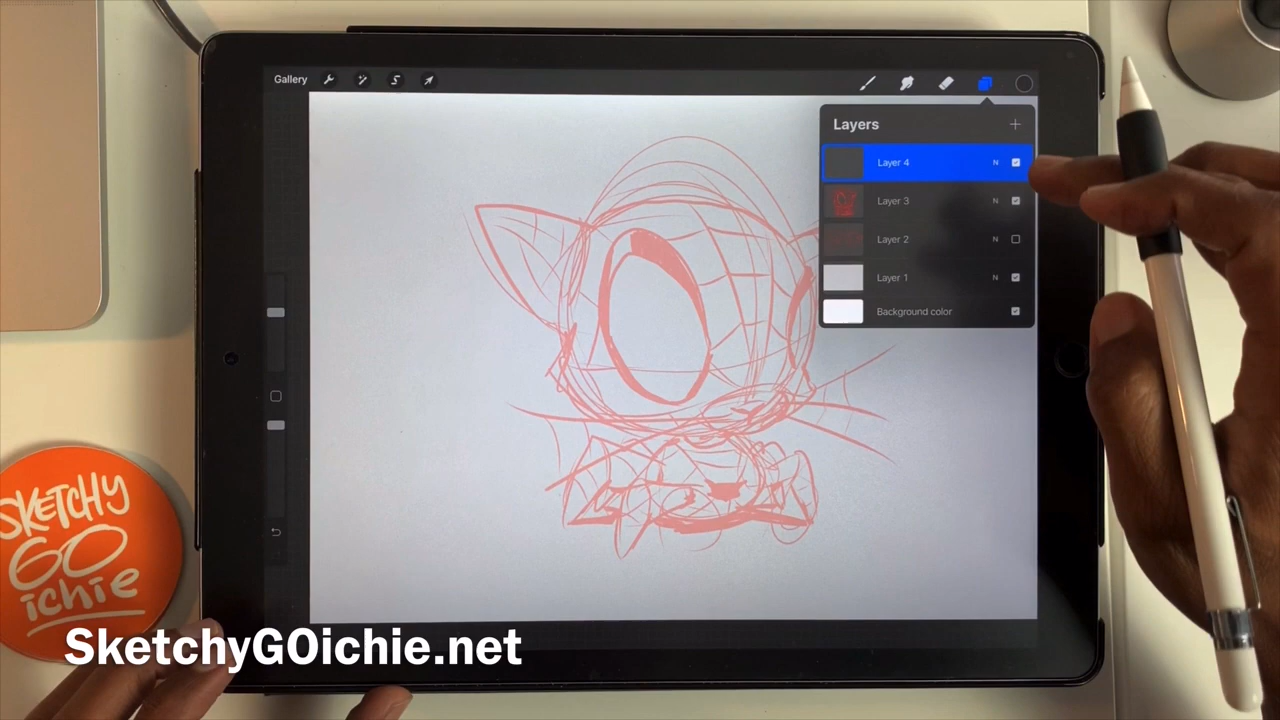 Gallery
Layers
Layer 4 N
Layer 3 N
Layer 2 N
Layer 1 N
Background color
SKETCHY
GO
ichie
SketchyGOichie.net